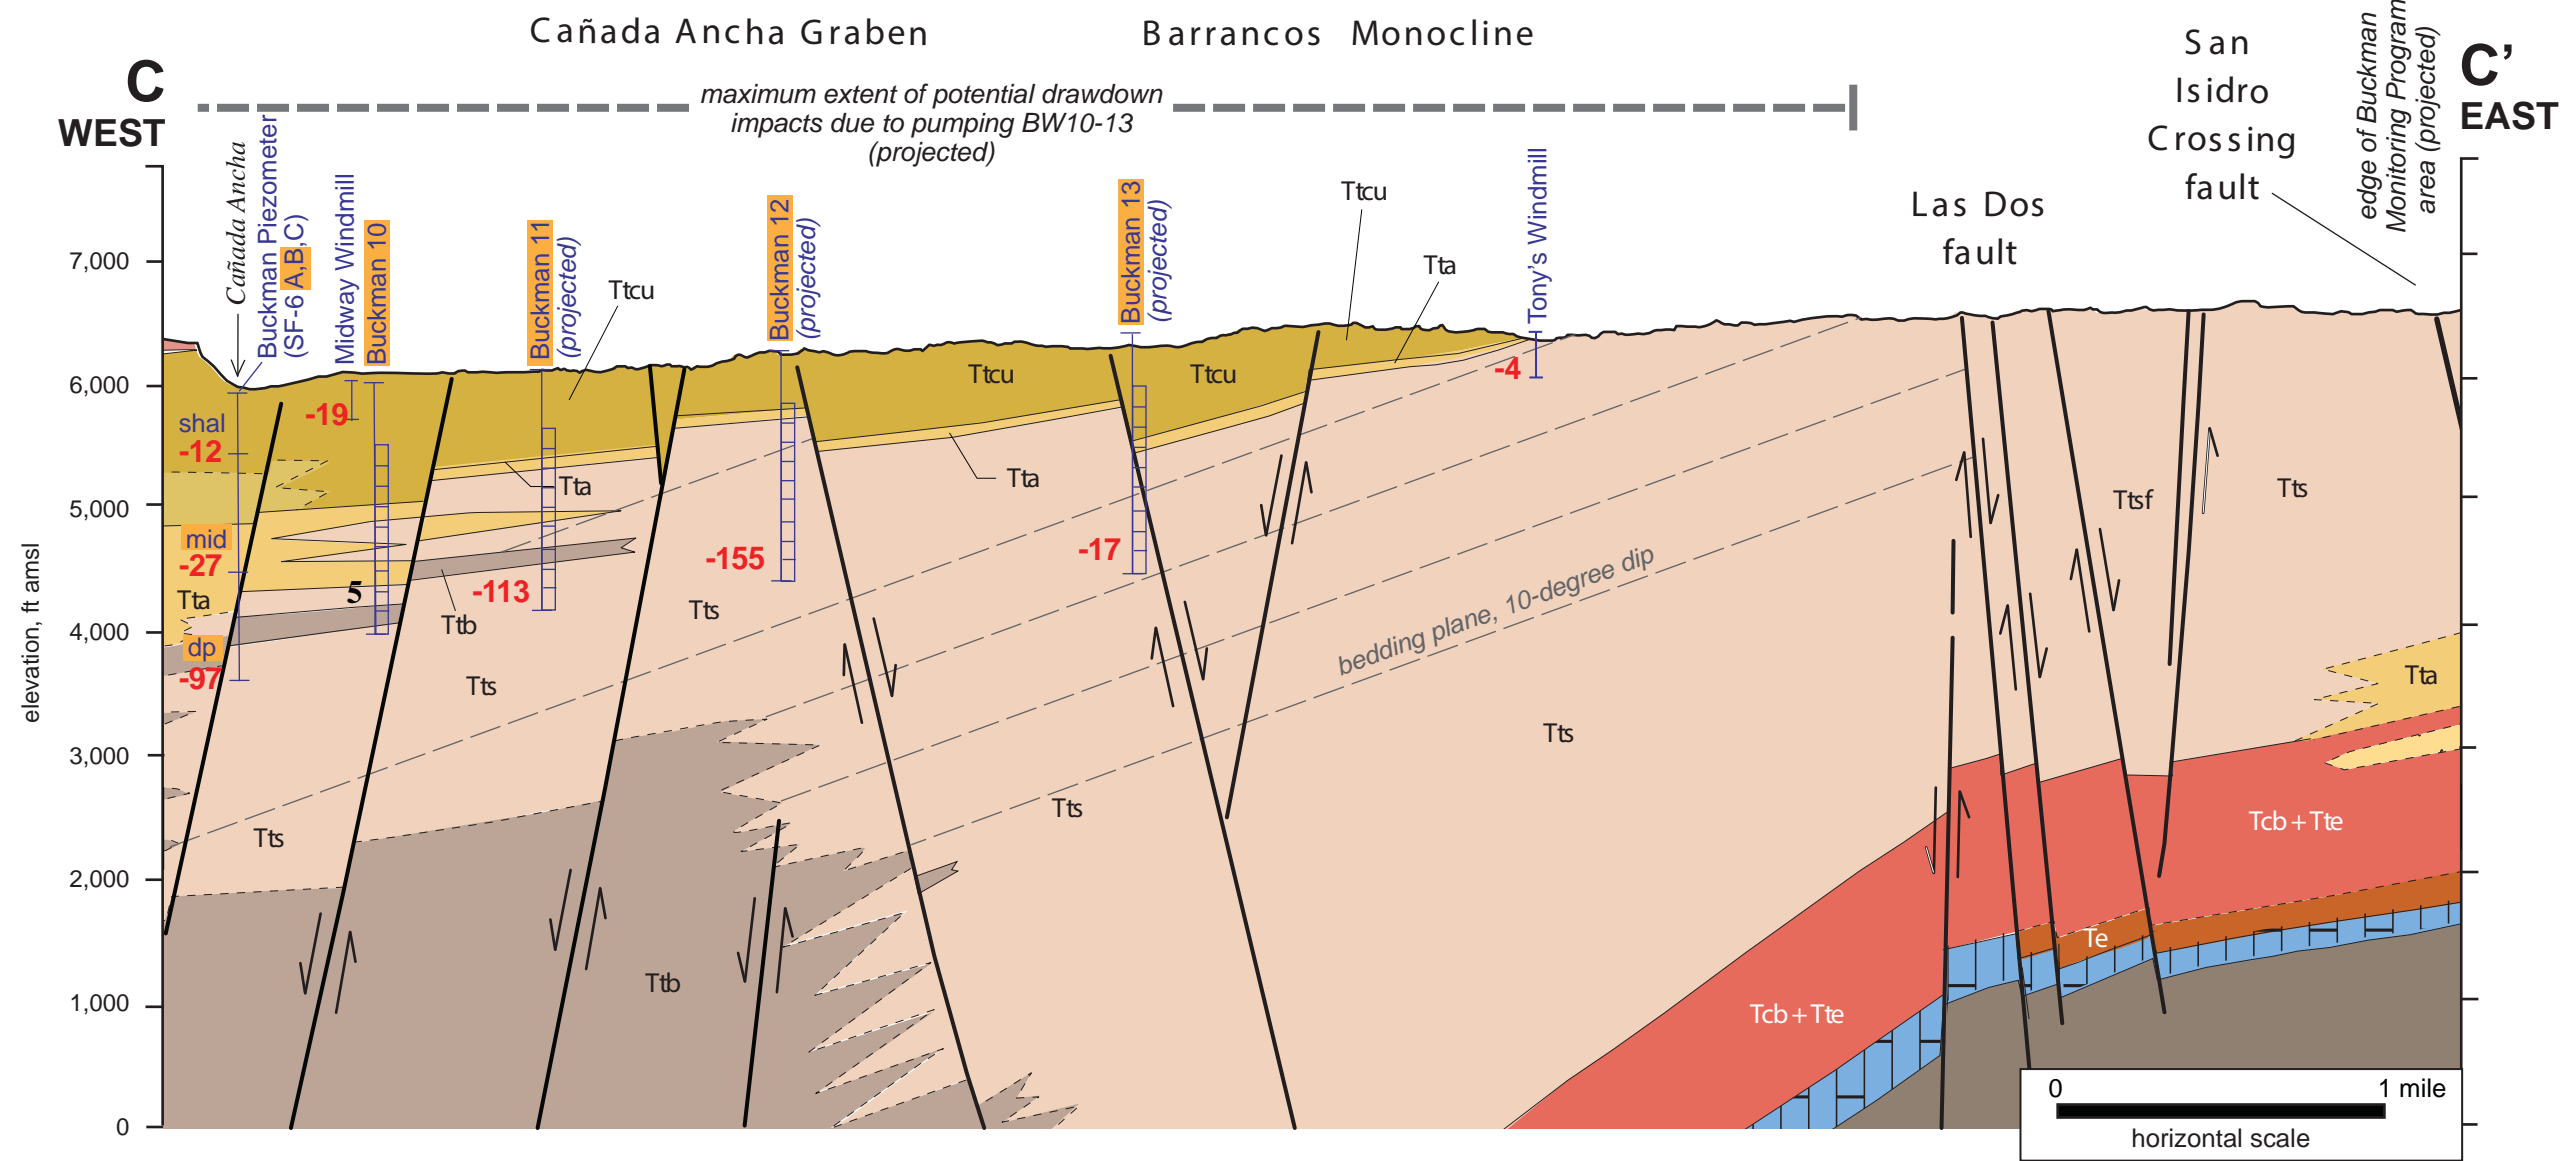 Cañada Ancha Graben
Barrancos Monocline
San
Isidro
Crossing
fault
edge of Buckman
Monitoring Program
area (projected)
C
WEST
C’
EAST
maximum extent of potential drawdown
impacts due to pumping BW10-13
(projected)
Las Dos
fault
Cañada Ancha
Buckman Piezometer
(SF-6 A,B,C)
Midway Windmill
Buckman 10
Buckman 11
(projected)
Buckman 12
(projected)
Buckman 13
(projected)
Tony’s Windmill
Ttcu
Ttcu
Tta
Ttcu
Ttcu
elevation, ft amsl
7,000
6,000
5,000
4,000
3,000
2,000
1,000
0
shal
-12
-19
mid
-27
Tta
dp
-97
5
-113
-155
-17
-4
Tta
Tta
Ttb
Tts
Tts
Tts
Tts
Tts
Ttb
bedding plane, 10-degree dip
Ttsf
Tts
Tta
Tcb + Tte
Tcb + Tte
Te
0 1 mile
horizontal scale